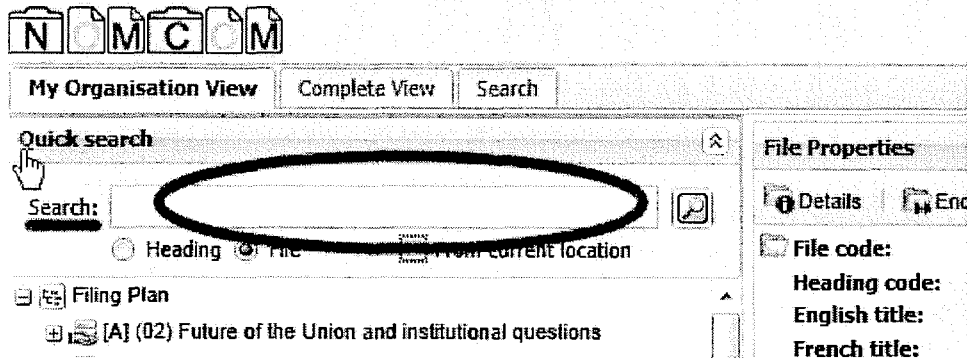 NOMCOM
My Organisation View Complete View Search
Quick search
Search:
Heading File From current location
Filing Plan
[A] (02) Future of the Union and institutional questions
File Properties
Details
File code:
Heading code:
English title:
French title: